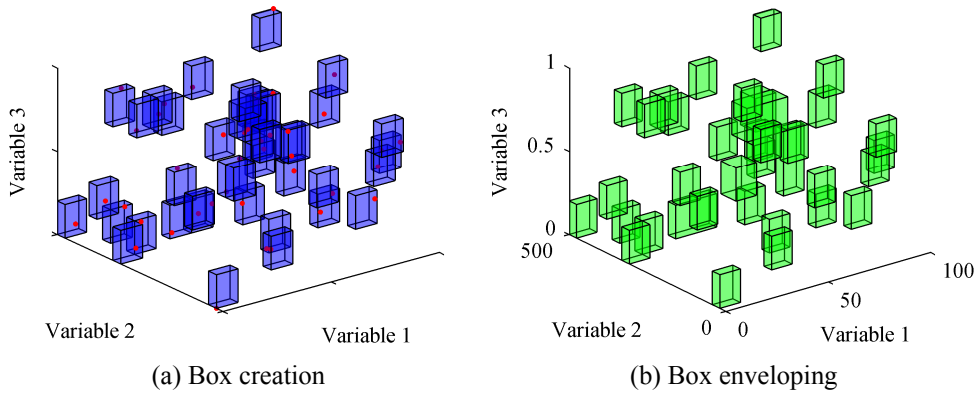 Variable 3
Variable 2
Variable 1
(a) Box creation
Variable 3
1
0.5
0
500
Variable 2
0
0
50
100
Variable 1
(b) Box enveloping